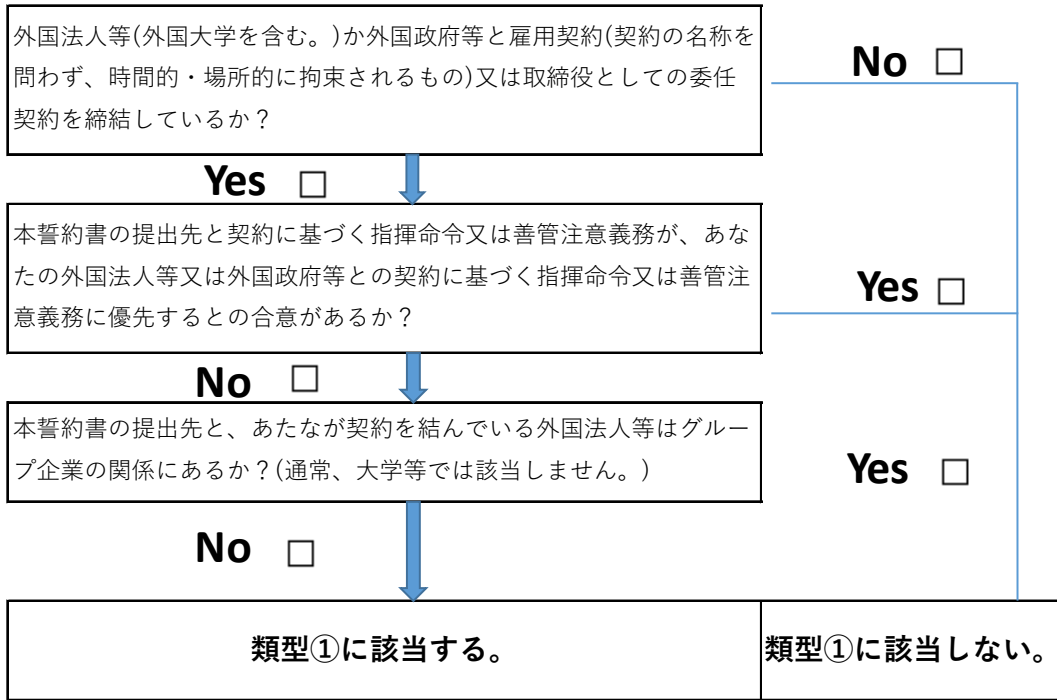 外国法人等(外国大学を含む。)か外国政府等と雇用契約(契約の名称を
問わず、時間的・場所的に拘束されるもの)又は取締役としての委任
契約を締結しているか？
No □
Yes □
本誓約書の提出先と契約に基づく指揮命令又は善管注意義務が、あな
たの外国法人等又は外国政府等との契約に基づく指揮命令又は善管注
意義務に優先するとの合意があるか？
Yes □
No □
本誓約書の提出先と、あたなが契約を結んでいる外国法人等はグルー
プ企業の関係にあるか？(通常、大学等では該当しません。)
Yes □
No □
類型①に該当する。
類型①に該当しない。